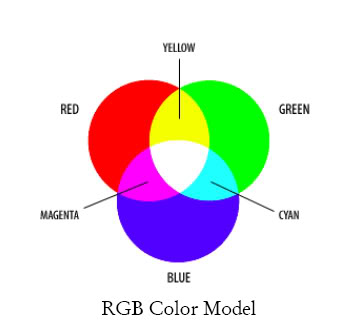 YELLOW
RED
GREEN
MAGENTA
CYAN
BLUE
RGB Color Model